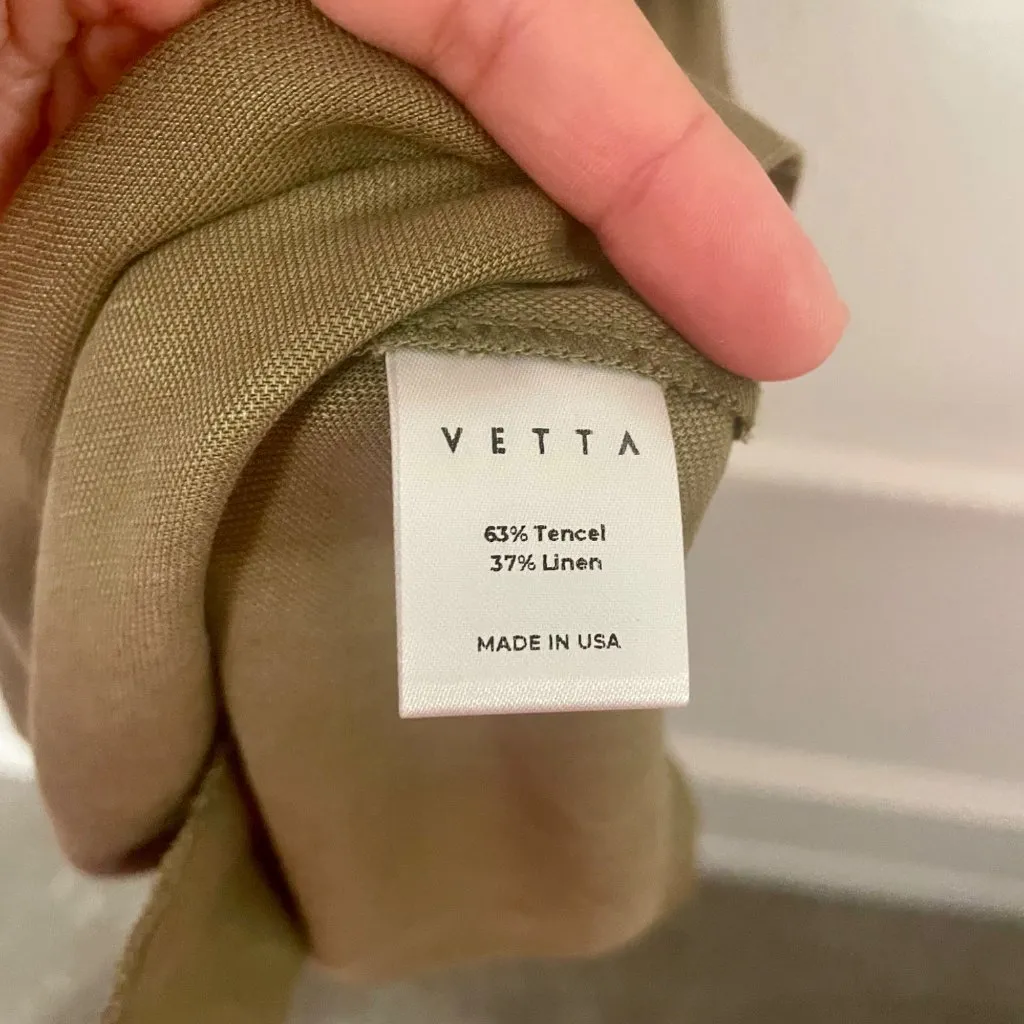 VETTA
63% Tencel
37% Linen
MADE IN USA